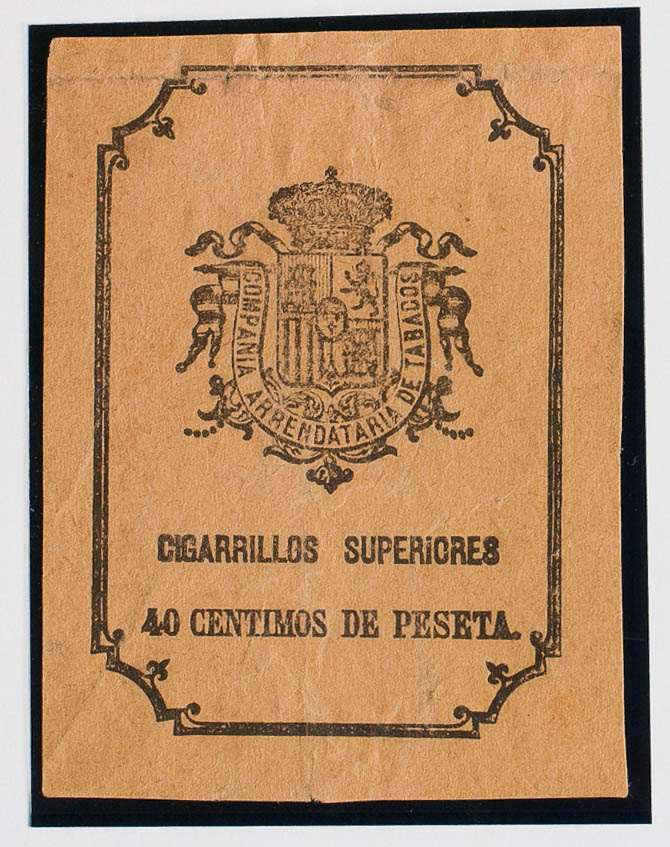 COMPAÑIA ARRENDATARIA DE TABACOS
CIGARRILLOS SUPERIORES
40 CENTIMOS DE PESETA.